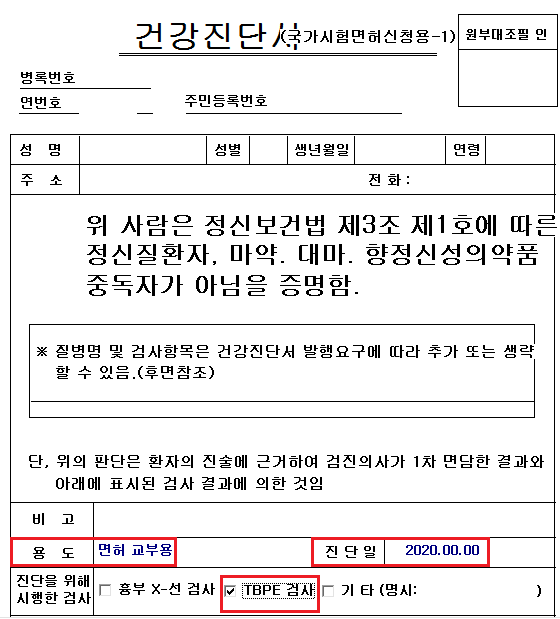 건강진단서(국가시험면허신청용-1)
원부대조필 인
병록번호
연번호 주민등록번호
성 명 성별 생년월일 연령
주 소 전 화 :
위 사람은 정신보건법 제3조 제1호에 따른
정신질환자, 마약. 대마. 향정신성의약품
중독자가 아님을 증명함.
※ 질병명 및 검사항목은 건강진단서 발행요구에 따라 추가 또는 생략
할 수 있음.(후면참조)
단, 위의 판단은 환자의 진술에 근거하여 검진의사가 1차 면담한 결과와
아래에 표시된 검사 결과에 의한 것임
비 고
용 도 면허 교부용 진 단 일 2020.00.00
진단을 위해
시행한 검사 흉부 X-선 검사 TBPE 검사 기 타 (명시: )